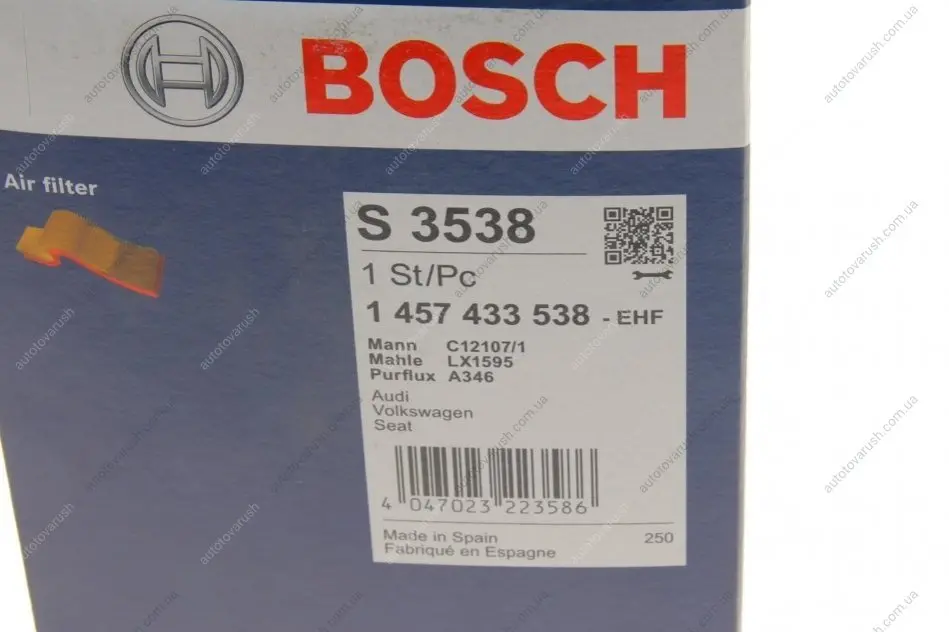 BOSCH
Air filter
S 3538
1 St/Pc
1 457 433 538 - EHF
Mann C12107/1
Mahle LX1595
Purflux A346
Audi
Volkswagen
Seat
4 047023 223586
Made in Spain 250
Fabriqué en Espagne
autotovarush.com.ua